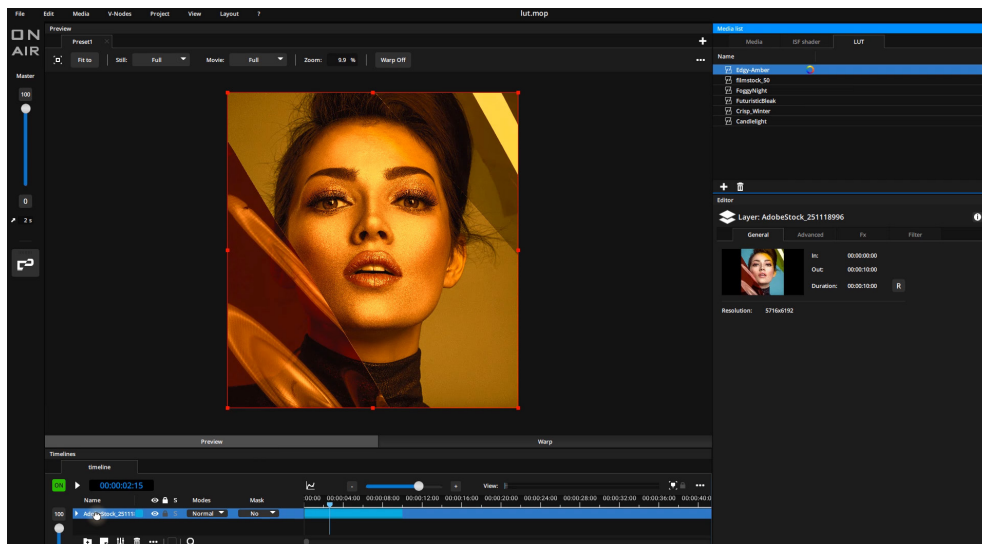 File Edit Media V-Nodes Project View Layout ? lut.mop
ON AIR
Preview
Media list
Preset1
Media ISF shader LUT
Fit to Still: Full Movie: Full Zoom: 9.9 % Warp Off
Name
Edgy-Amber
filmstock_50
FoggyNight
FuturisticBleak
Crisp_Winter
Candlelight
Master
100
0
2 s
Editor
Layer: AdobeStock_251118996
General Advanced Fx Filter
In: 00:00:00:00
Out: 00:00:10:00
Duration: 00:00:10:00 R
Resolution: 5716x6192
Preview Warp
Timelines
timeline
ON 00:00:02:15 View:
Name S Modes Mask
00:00 00:00:04:00 00:00:08:00 00:00:12:00 00:00:16:00 00:00:20:00 00:00:24:00 00:00:28:00 00:00:32:00 00:00:36:00 00:00:40:0
100 S Normal No